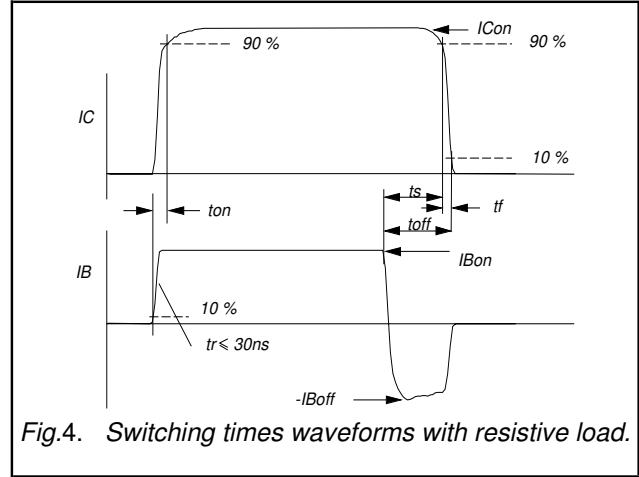 ICon
90 %
90 %
IC
10 %
ts
ton
tf
toff
IBon
IB
10 %
tr ≤ 30ns
-IBoff
Fig.4. Switching times waveforms with resistive load.